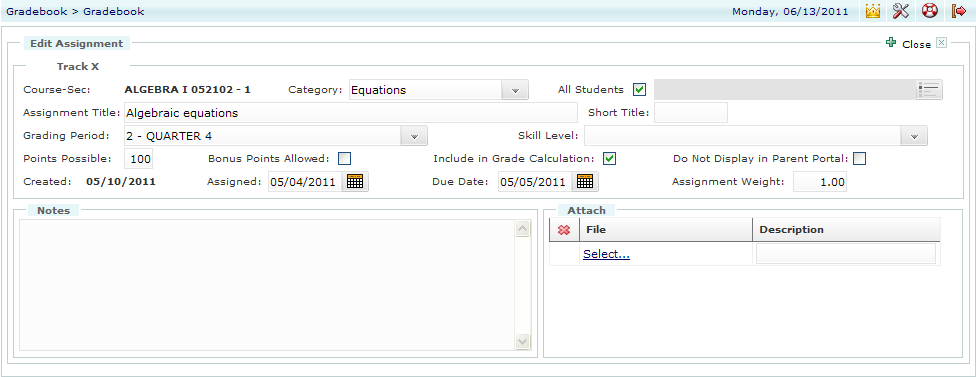 Gradebook > Gradebook Monday, 06/13/2011
Edit Assignment Close
Track X
Course-Sec: ALGEBRA I 052102 - 1 Category: Equations All Students
Assignment Title: Algebraic equations Short Title:
Grading Period: 2 - QUARTER 4 Skill Level:
Points Possible: 100 Bonus Points Allowed: Include in Grade Calculation: Do Not Display in Parent Portal:
Created: 05/10/2011 Assigned: 05/04/2011 Due Date: 05/05/2011 Assignment Weight: 1.00
Notes Attach
File Description
Select...